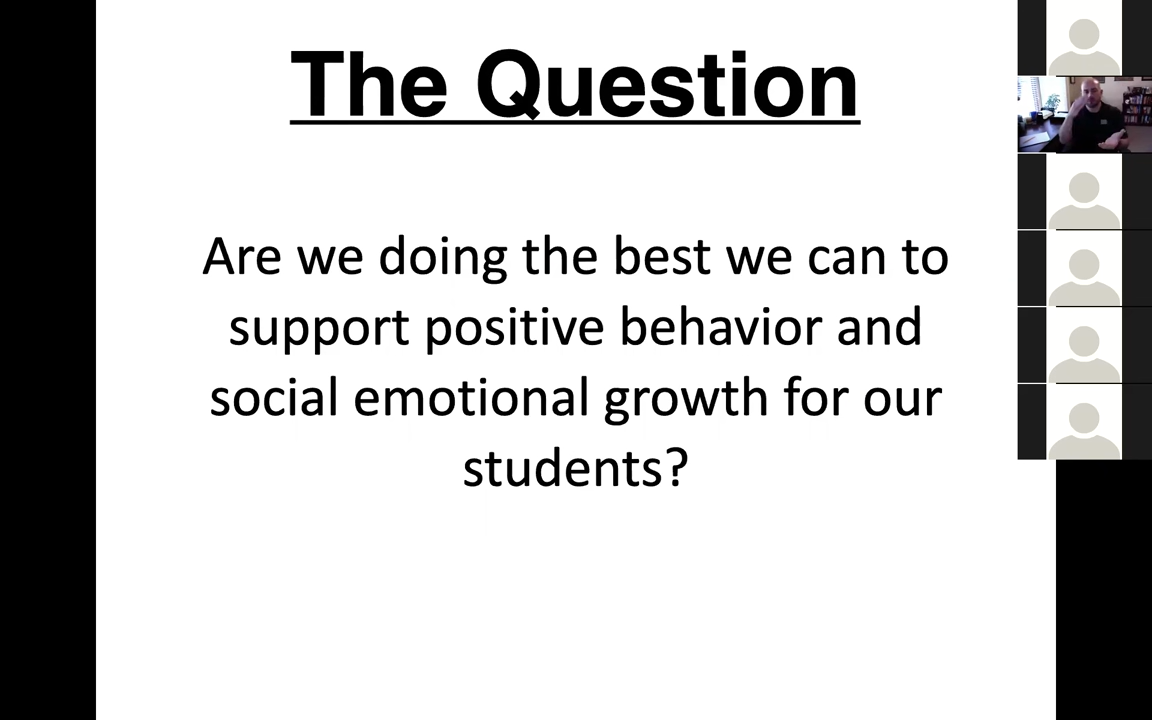 The Question
Are we doing the best we can to
support positive behavior and
social emotional growth for our
students?